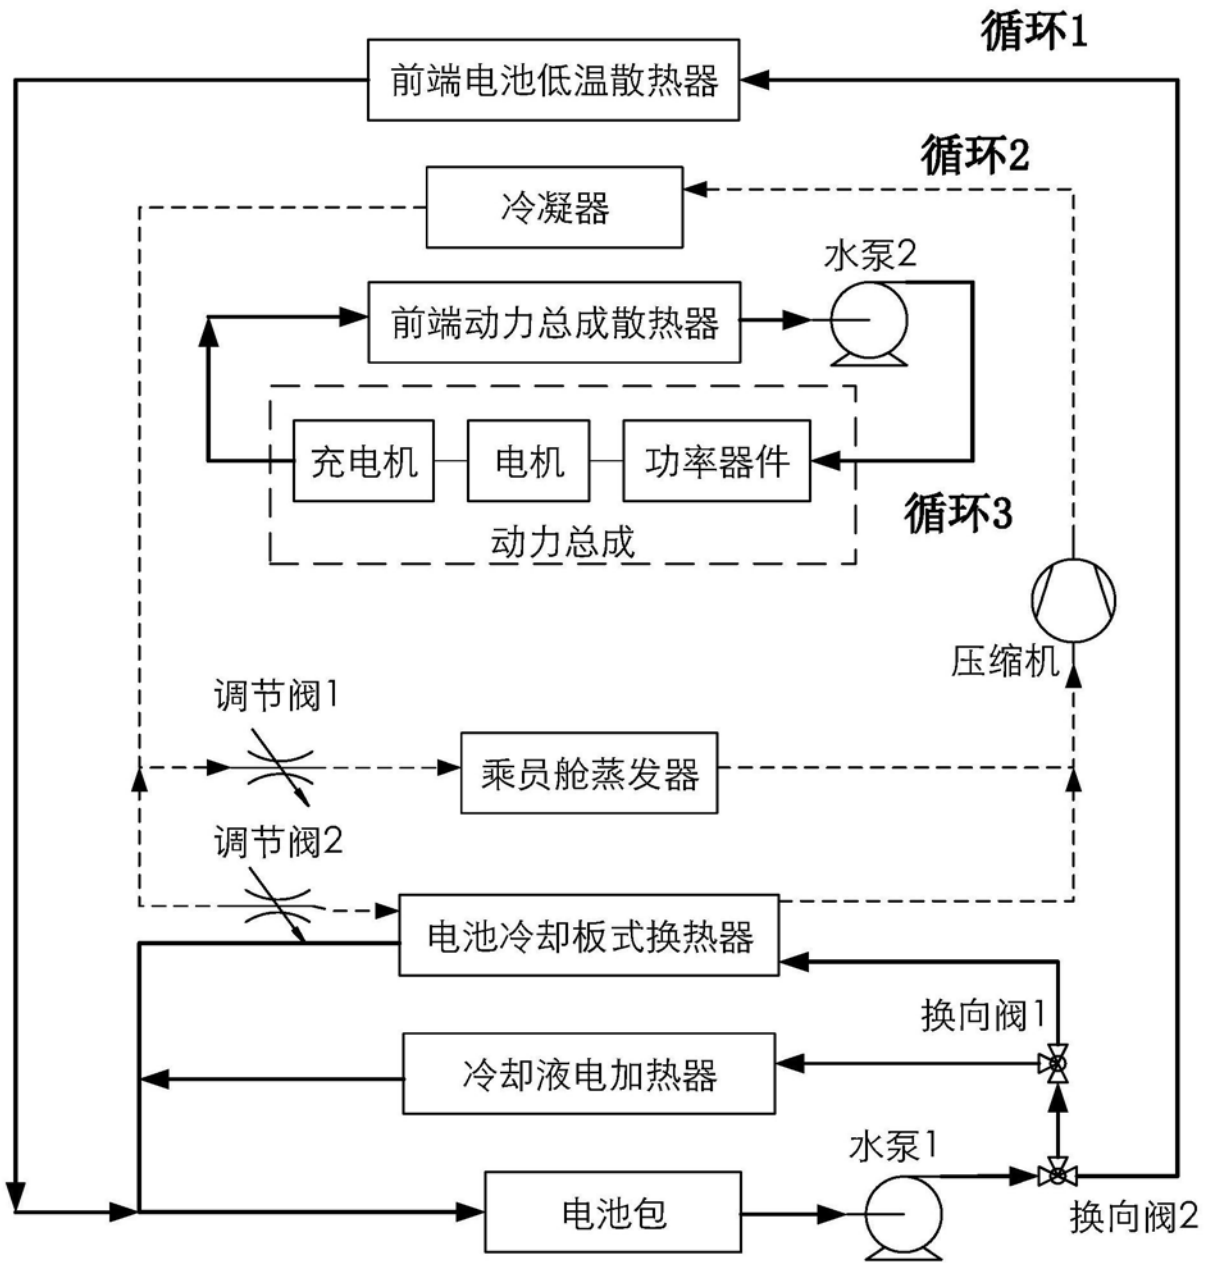 循环1
前端电池低温散热器
循环2
冷凝器
水泵2
前端动力总成散热器
充电机
电机
功率器件
循环3
动力总成
压缩机
调节阀1
乘员舱蒸发器
调节阀2
电池冷却板式换热器
换向阀1
冷却液电加热器
水泵1
电池包
换向阀2